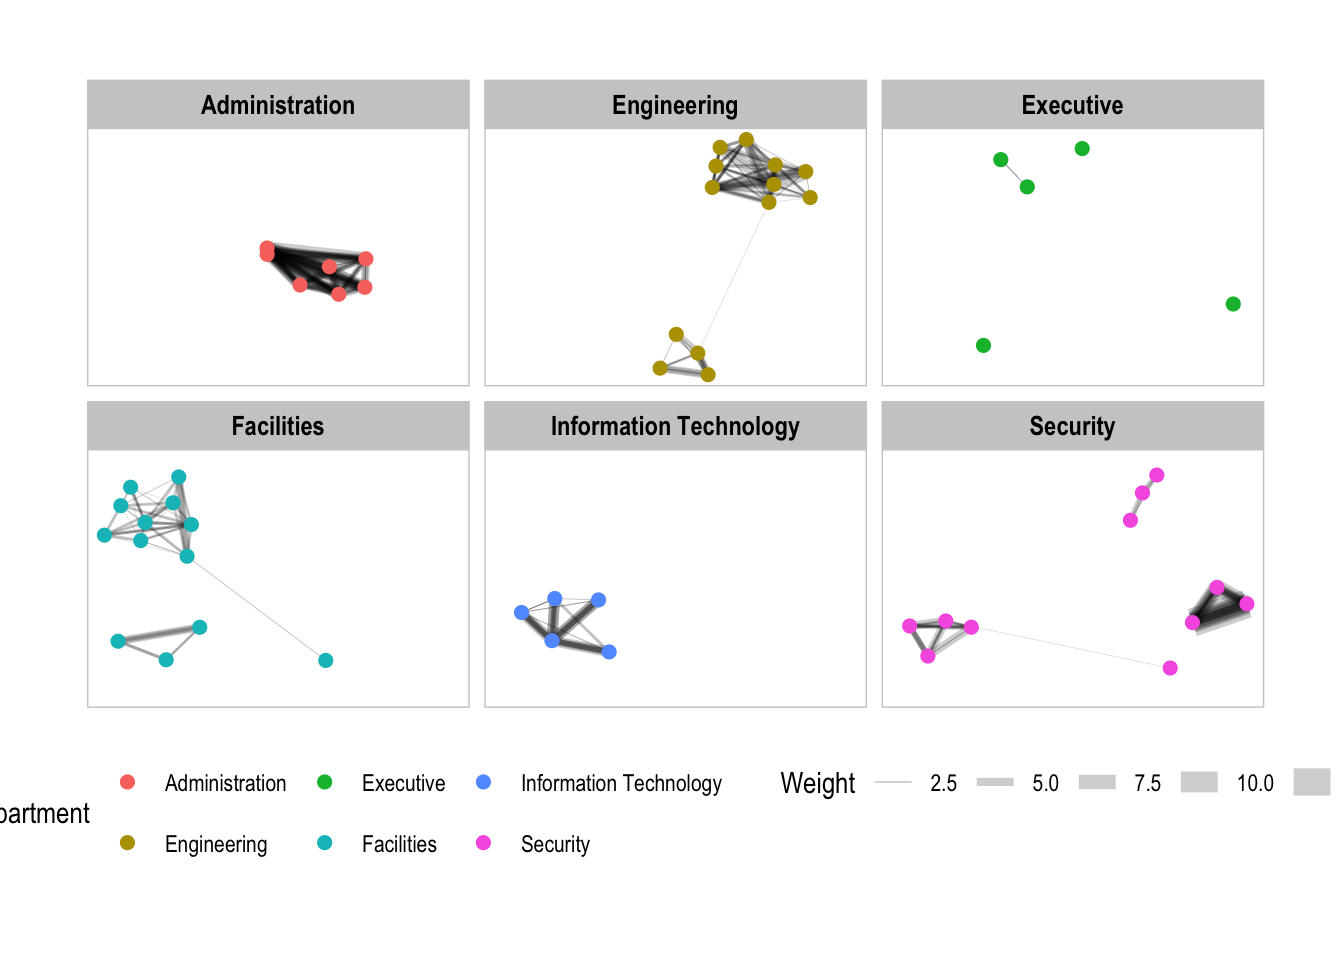 Administration
Engineering
Executive
Facilities
Information Technology
Security
Administration
Executive
Information Technology
Weight
2.5
5.0
7.5
10.0
partment
Engineering
Facilities
Security